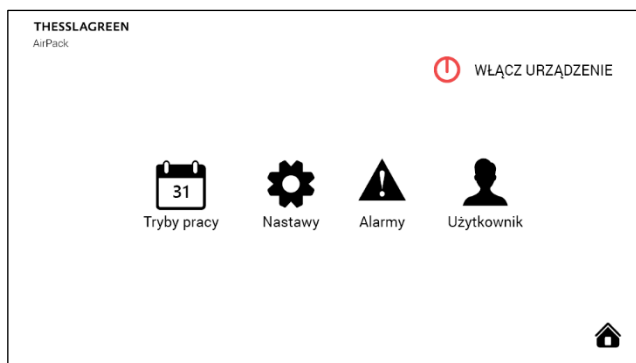 THESSLAGREEN
AirPack
WŁĄCZ URZĄDZENIE
31
Tryby pracy
Nastawy
Alarmy
Użytkownik